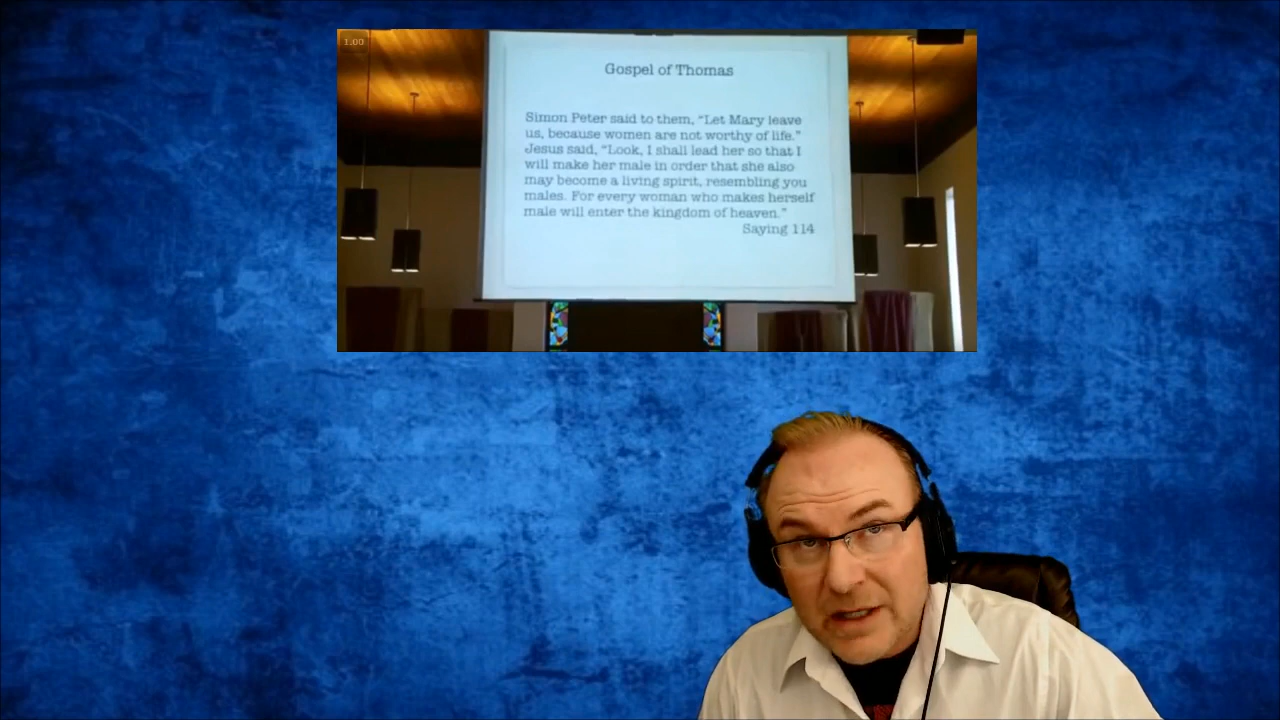 1.00
Gospel of Thomas
Simon Peter said to them, "Let Mary leave
us, because women are not worthy of life."
Jesus said, "Look, I shall lead her so that I
will make her male in order that she also
may become a living spirit, resembling you
males. For every woman who makes herself
male will enter the kingdom of heaven."
Saying 114